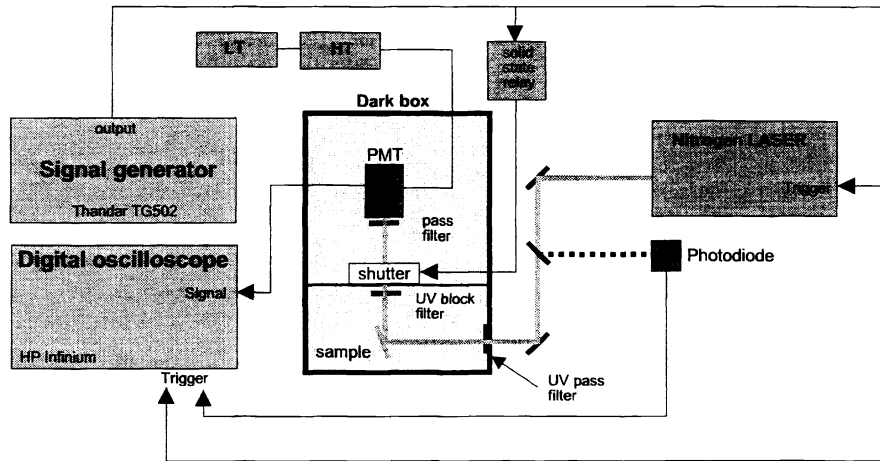 LT
HT
solid
state
relay
Dark box
output
Signal generator
Thandar TG502
PMT
pass
filter
Nitrogen LASER
Trigger
Digital oscilloscope
Signal
HP Infinium
Trigger
shutter
UV block
filter
sample
Photodiode
UV pass
filter